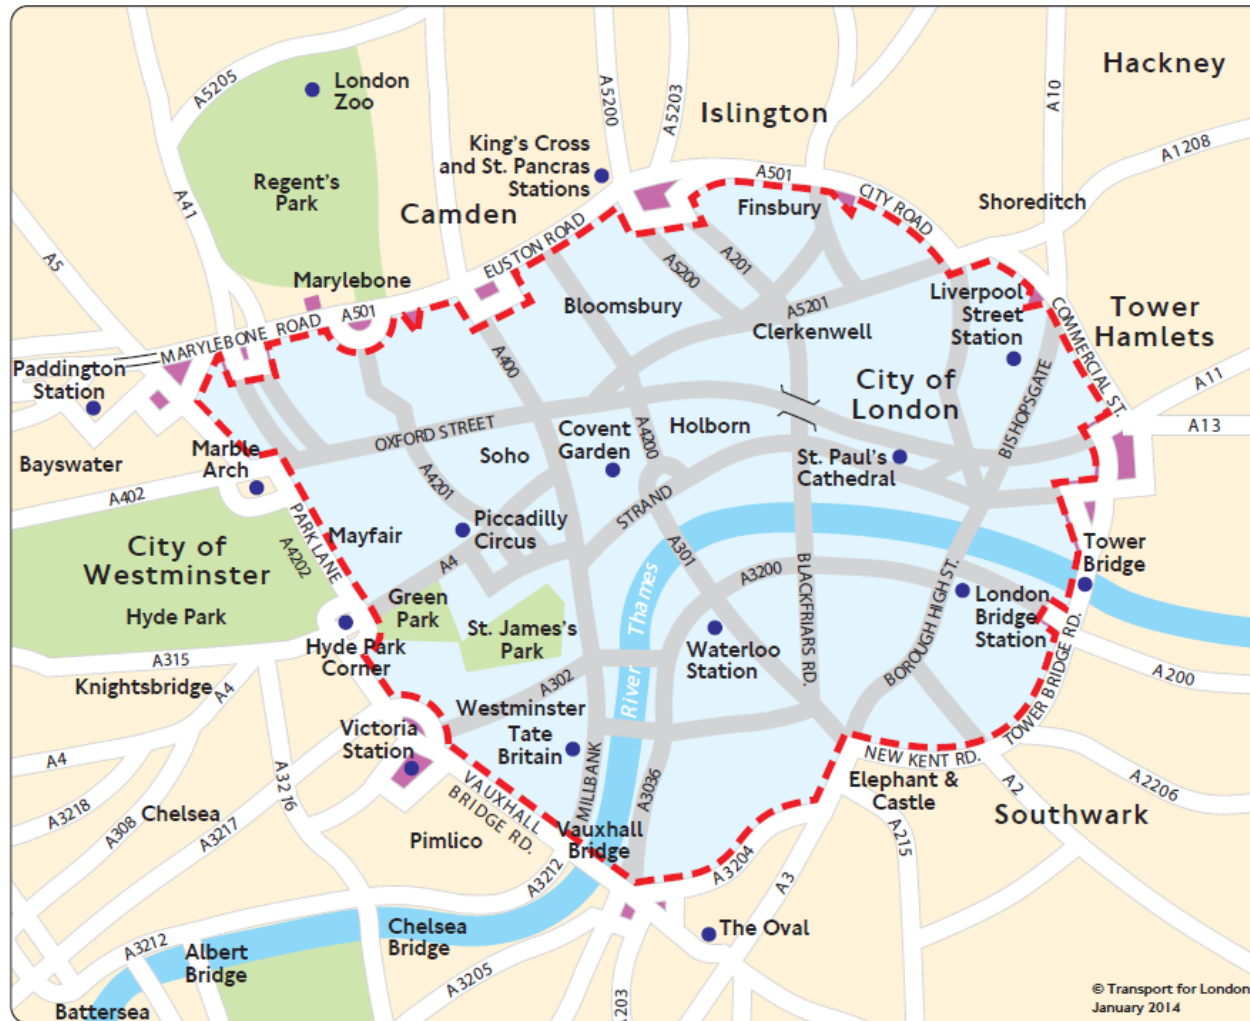 Hackney
A5205
London
Zoo
A5200
A5203
Islington
A10
A1208
King's Cross
and St. Pancras
Stations
A501
CITY ROAD
Shoreditch
Regent's
Park
A41
Camden
EUSTON ROAD
Finsbury
A5
Marylebone
A5200
A201
A501
MARYLEBONE ROAD
Bloomsbury
A5201
Clerkenwell
Liverpool
Street
Station
COMMERCIAL ST.
Tower
Hamlets
Paddington
Station
A400
City of
London
BISHOPSGATE
A11
A13
OXFORD STREET
Covent
Garden
A4200
Holborn
Marble
Arch
Bayswater
Soho
St. Paul's
Cathedral
A402
A4201
STRAND
PARK LANE
Mayfair
Piccadilly
Circus
City of
Westminster
A4202
A4
A301
A3200
BLACKFRIARS RD.
BOROUGH HIGH ST.
Tower
Bridge
Hyde Park
Green
Park
River Thames
London
Bridge
Station
St. James's
Park
Waterloo
Station
Hyde Park
Corner
A315
Knightsbridge
A4
A302
TOWER BRIDGE RD.
A200
Westminster
Victoria
Station
Tate
Britain
MILLBANK
A3036
NEW KENT RD.
A4
A3216
VAUXHALL
BRIDGE RD.
Elephant &
Castle
A2
A2206
A3218
A308
Chelsea
A3217
Pimlico
Vauxhall
Bridge
A215
Southwark
A3212
A3204
A3
Chelsea
Bridge
The Oval
A3212
Albert
Bridge
A3205
A203
Battersea
© Transport for London
January 2014